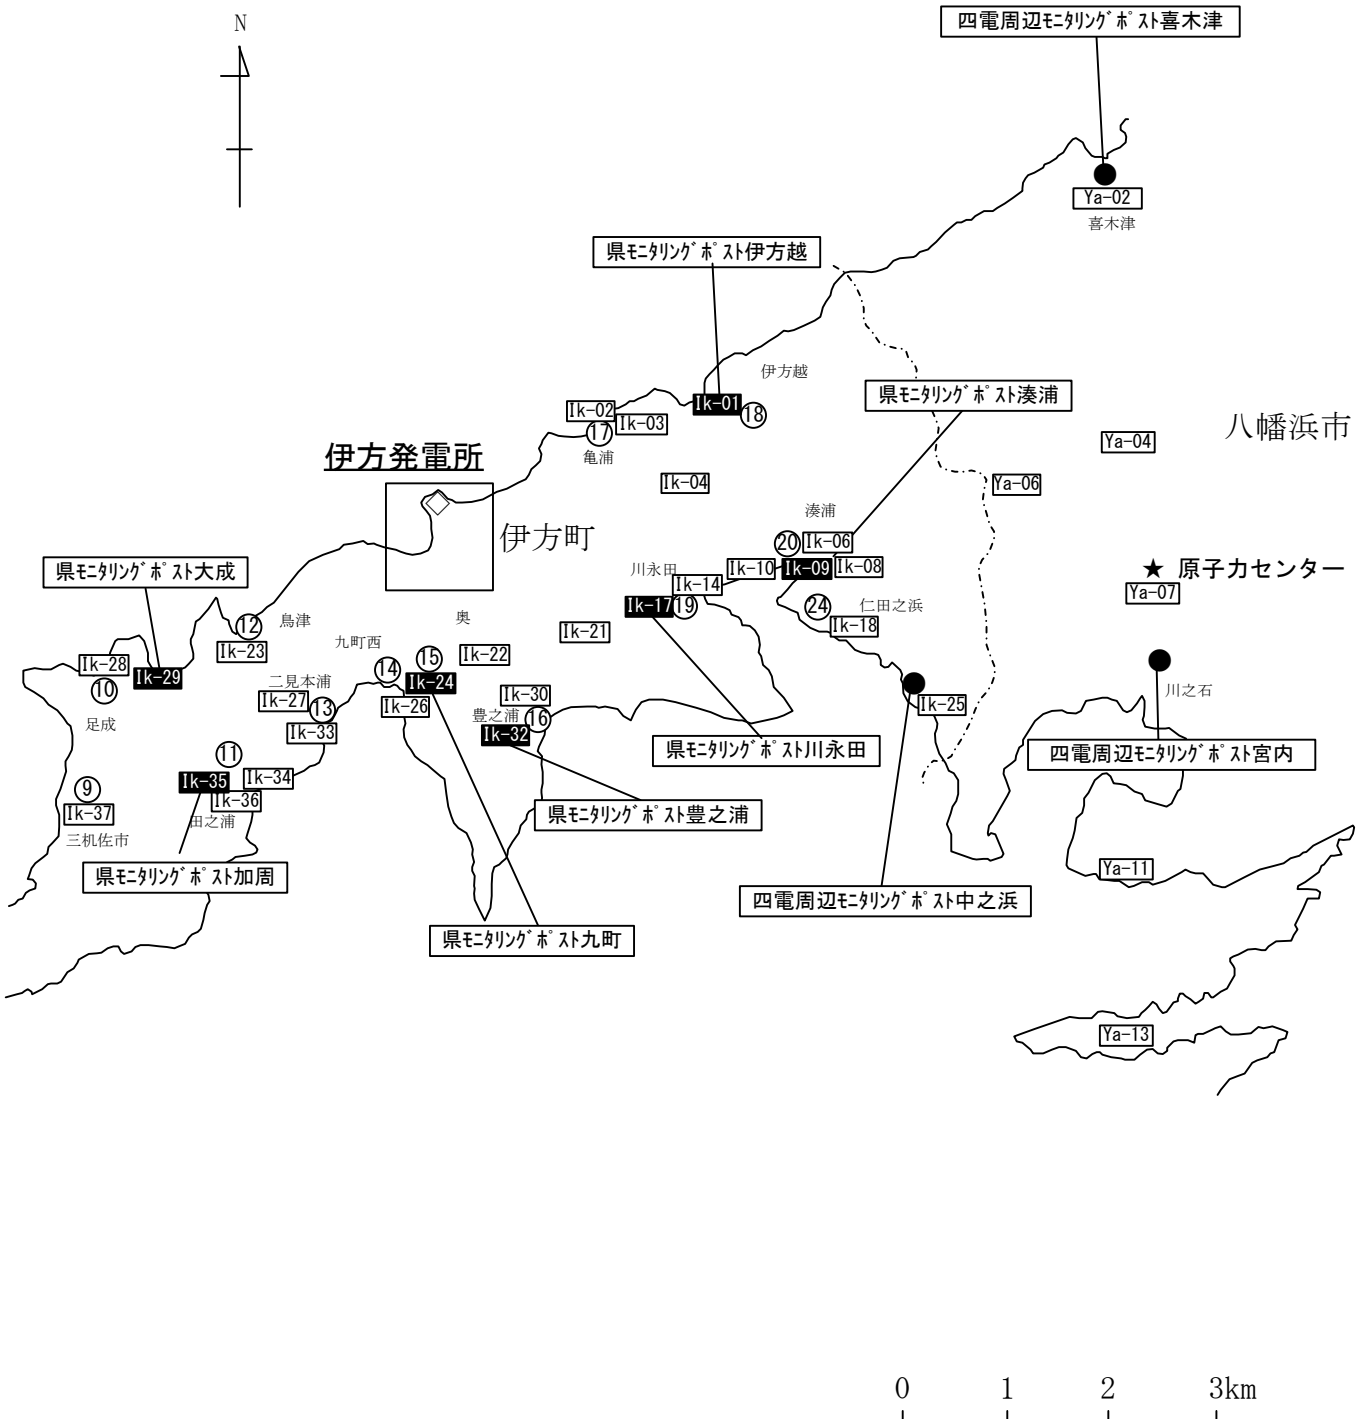 四電周辺ﾓﾆﾀﾘﾝｸﾞﾎﾟｽﾄ喜木津
N
Ya-02
喜木津
県ﾓﾆﾀﾘﾝｸﾞﾎﾟｽﾄ伊方越
伊方越
県ﾓﾆﾀﾘﾝｸﾞﾎﾟｽﾄ湊浦
Ik-02
Ik-01
⑱
Ik-03
⑰
亀浦
八幡浜市
Ya-04
伊方発電所
Ik-04
Ya-06
湊浦
伊方町
⑳
Ik-06
県ﾓﾆﾀﾘﾝｸﾞﾎﾟｽﾄ大成
川永田
Ik-10
Ik-09
Ik-08
★ 原子力センター
Ik-14
Ya-07
Ik-17
⑲
㉔
仁田之浜
Ik-18
⑫
鳥津
奥
Ik-21
九町西
Ik-23
Ik-22
⑮
⑭
Ik-28
Ik-29
Ik-24
⑩
二見本浦
川之石
Ik-27
⑬
Ik-26
Ik-30
Ik-25
足成
豊之浦
⑯
Ik-33
Ik-32
県ﾓﾆﾀﾘﾝｸﾞﾎﾟｽﾄ川永田
四電周辺ﾓﾆﾀﾘﾝｸﾞﾎﾟｽﾄ宮内
⑪
Ik-35
Ik-34
⑨
Ik-36
Ik-37
田之浦
県ﾓﾆﾀﾘﾝｸﾞﾎﾟｽﾄ豊之浦
三机佐市
県ﾓﾆﾀﾘﾝｸﾞﾎﾟｽﾄ加周
Ya-11
四電周辺ﾓﾆﾀﾘﾝｸﾞﾎﾟｽﾄ中之浜
県ﾓﾆﾀﾘﾝｸﾞﾎﾟｽﾄ九町
Ya-13
0 1 2 3km